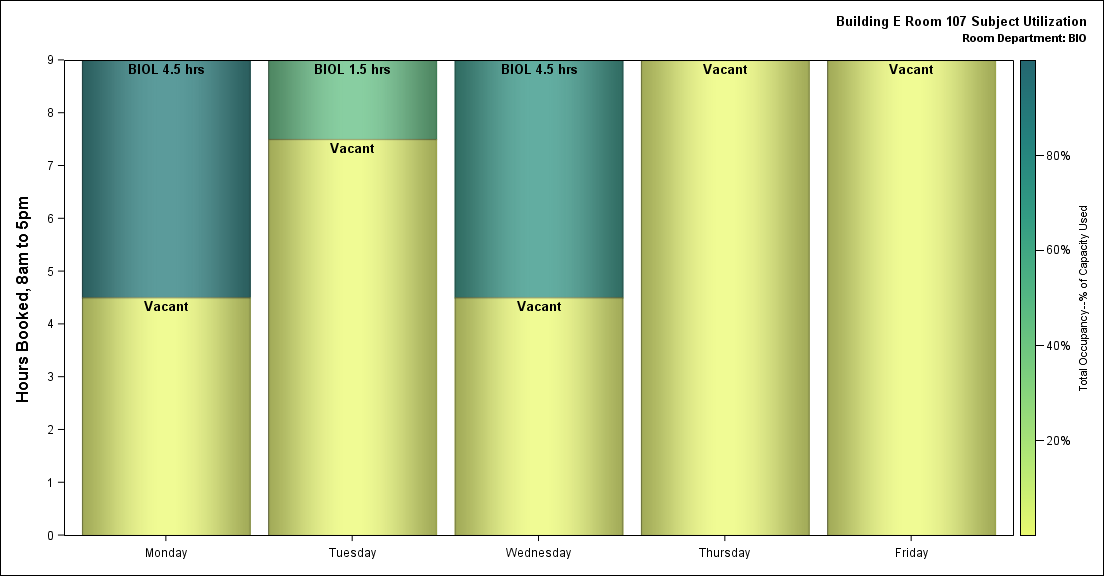 Building E Room 107 Subject Utilization
Room Department: BIO
Hours Booked, 8am to 5pm
9
8
7
6
5
4
3
2
1
0
BIOL 4.5 hrs
Vacant
BIOL 1.5 hrs
Vacant
BIOL 4.5 hrs
Vacant
Vacant
Vacant
Monday
Tuesday
Wednesday
Thursday
Friday
80%
60%
40%
20%
Total Occupancy--% of Capacity Used